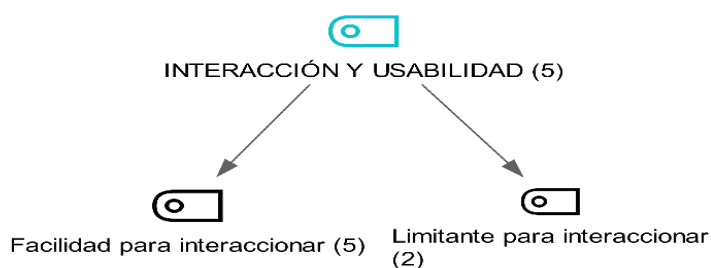 INTERACCIÓN Y USABILIDAD (5)
Facilidad para interaccionar (5)
Limitante para interaccionar
(2)